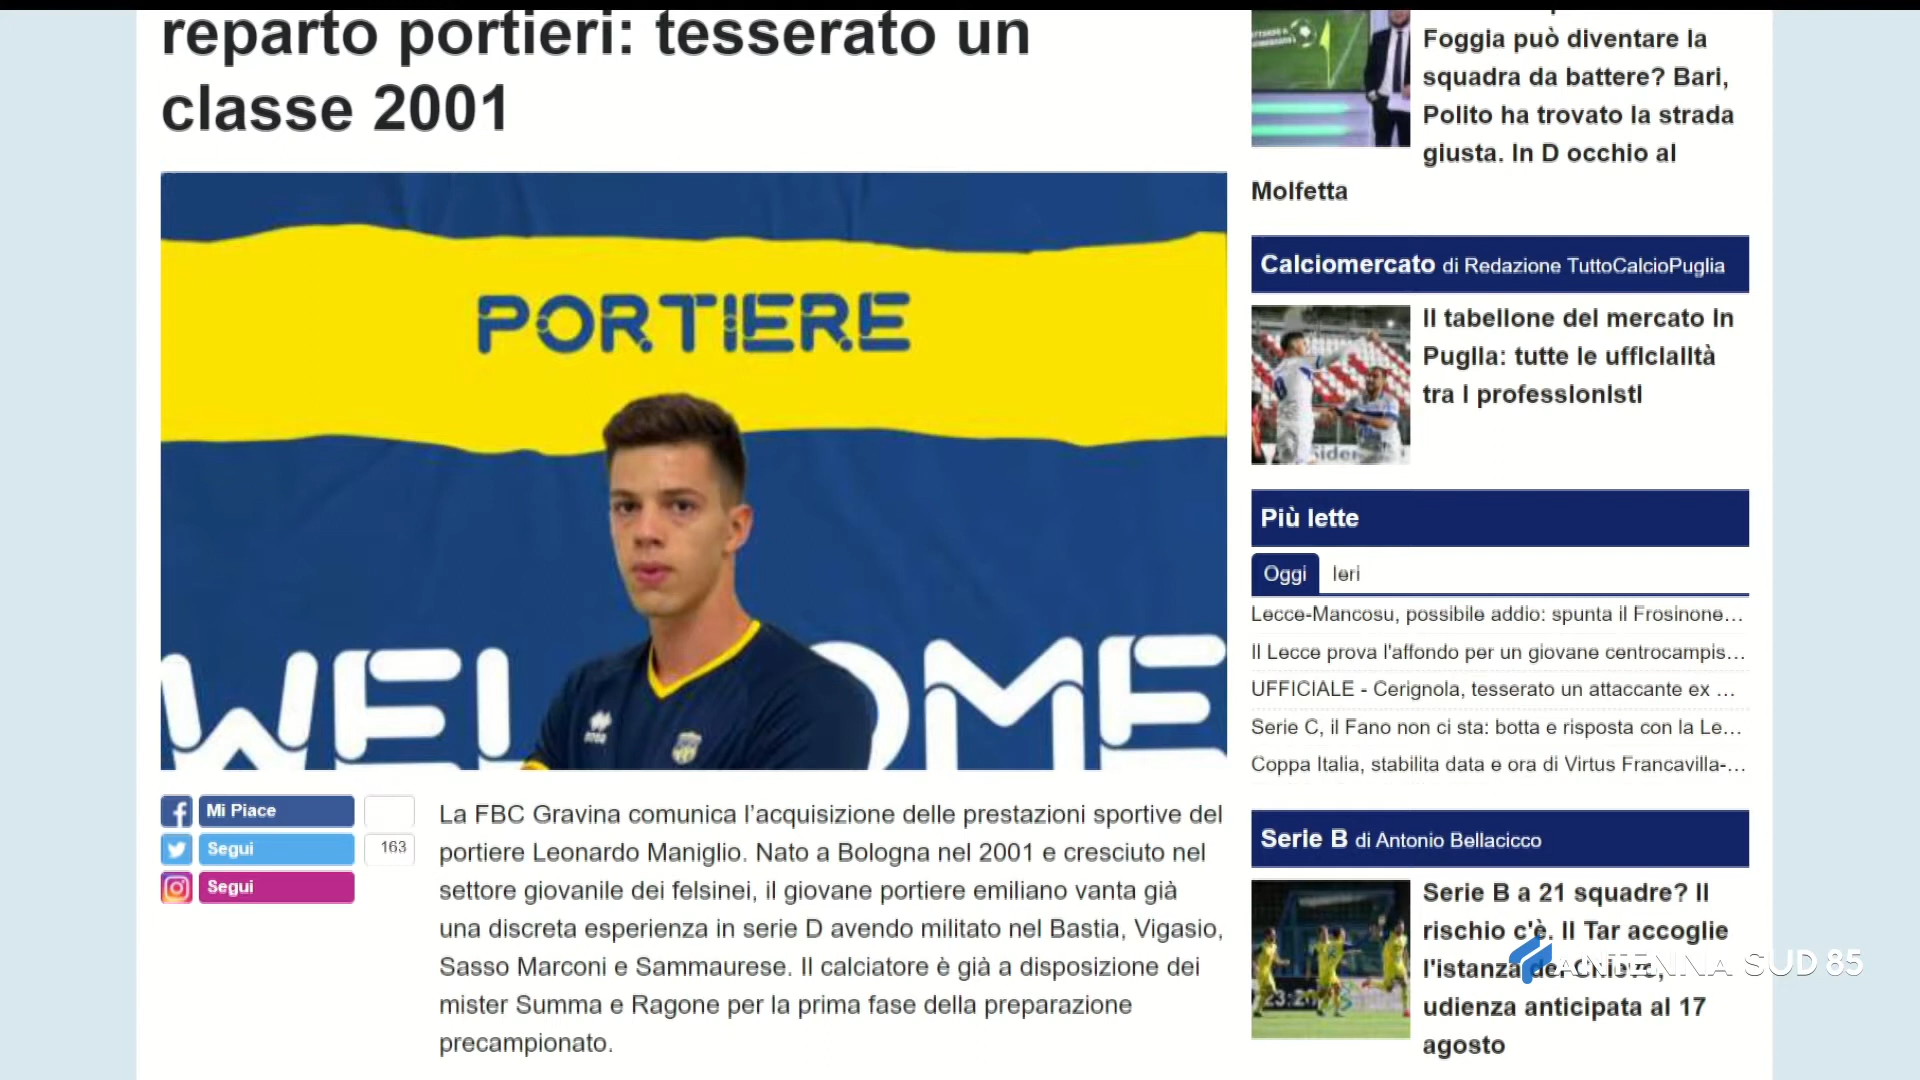 reparto portieri: tesserato un
classe 2001
PORTIERE
WEL OME
Mi Piace
Segui
163
Segui
La FBC Gravina comunica l'acquisizione delle prestazioni sportive del
portiere Leonardo Maniglio. Nato a Bologna nel 2001 e cresciuto nel
settore giovanile dei felsinei, il giovane portiere emiliano vanta già
una discreta esperienza in serie D avendo militato nel Bastia, Vigasio,
Sasso Marconi e Sammaurese. Il calciatore è già a disposizione dei
mister Summa e Ragone per la prima fase della preparazione
precampionato.
Foggia può diventare la
squadra da battere? Bari,
Polito ha trovato la strada
giusta. In D occhio al
Molfetta
Calciomercato di Redazione TuttoCalcioPuglia
Il tabellone del mercato in
Puglia: tutte le ufficialità
tra i professionisti
Più lette
Oggi Ieri
Lecce-Mancosu, possibile addio: spunta il Frosinone...
Il Lecce prova l'affondo per un giovane centrocampis...
UFFICIALE - Cerignola, tesserato un attaccante ex ...
Serie C, il Fano non ci sta: botta e risposta con la Le...
Coppa Italia, stabilita data e ora di Virtus Francavilla-...
Serie B di Antonio Bellacicco
Serie B a 21 squadre? Il
rischio c'è. Il Tar accoglie
l'istanza del Chievo,
udienza anticipata al 17
agosto
ANTENNA SUD 85